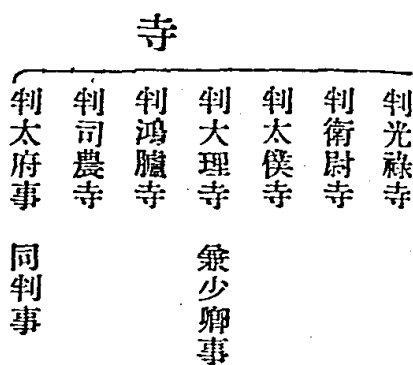 寺
判光祿寺
判衛尉寺
判太僕寺
判大理寺 兼少卿事
判鴻臚寺
判司農寺
判太府事 同判事